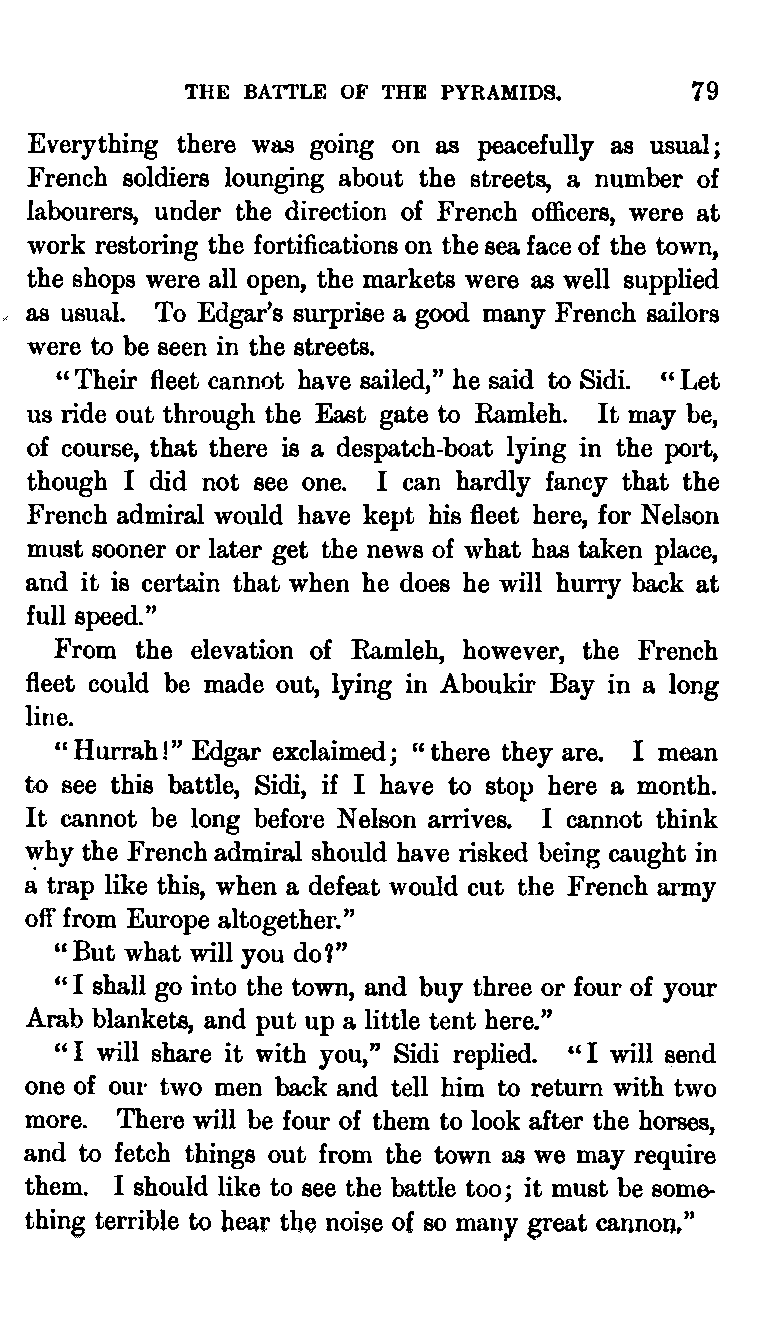 THE BATTLE OF THE PYRAMIDS. 79
Everything there was going on as peacefully as usual;
French soldiers lounging about the streets, a number of
labourers, under the direction of French officers, were at
work restoring the fortifications on the sea face of the town,
the shops were all open, the markets were as well supplied
as usual. To Edgar's surprise a good many French sailors
were to be seen in the streets.
"Their fleet cannot have sailed," he said to Sidi. "Let
us ride out through the East gate to Ramleh. It may be,
of course, that there is a despatch-boat lying in the port,
though I did not see one. I can hardly fancy that the
French admiral would have kept his fleet here, for Nelson
must sooner or later get the news of what has taken place,
and it is certain that when he does he will hurry back at
full speed."
From the elevation of Ramleh, however, the French
fleet could be made out, lying in Aboukir Bay in a long
line.
"Hurrah!" Edgar exclaimed; "there they are. I mean
to see this battle, Sidi, if I have to stop here a month.
It cannot be long before Nelson arrives. I cannot think
why the French admiral should have risked being caught in
a trap like this, when a defeat would cut the French army
off from Europe altogether."
"But what will you do?"
"I shall go into the town, and buy three or four of your
Arab blankets, and put up a little tent here."
"I will share it with you," Sidi replied. "I will send
one of our two men back and tell him to return with two
more. There will be four of them to look after the horses,
and to fetch things out from the town as we may require
them. I should like to see the battle too; it must be some-
thing terrible to hear the noise of so many great cannon."